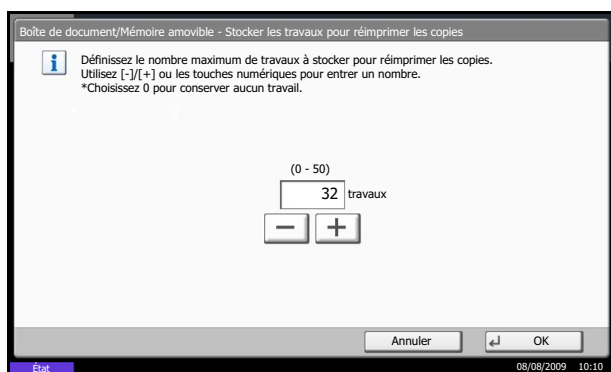 Boîte de document/Mémoire amovible - Stocker les travaux pour réimprimer les copies
Définissez le nombre maximum de travaux à stocker pour réimprimer les copies.
Utilisez [-]/[+] ou les touches numériques pour entrer un nombre.
*Choisissez 0 pour conserver aucun travail.
(0 - 50)
32 travaux
− +
Annuler OK
État 08/08/2009 10:10